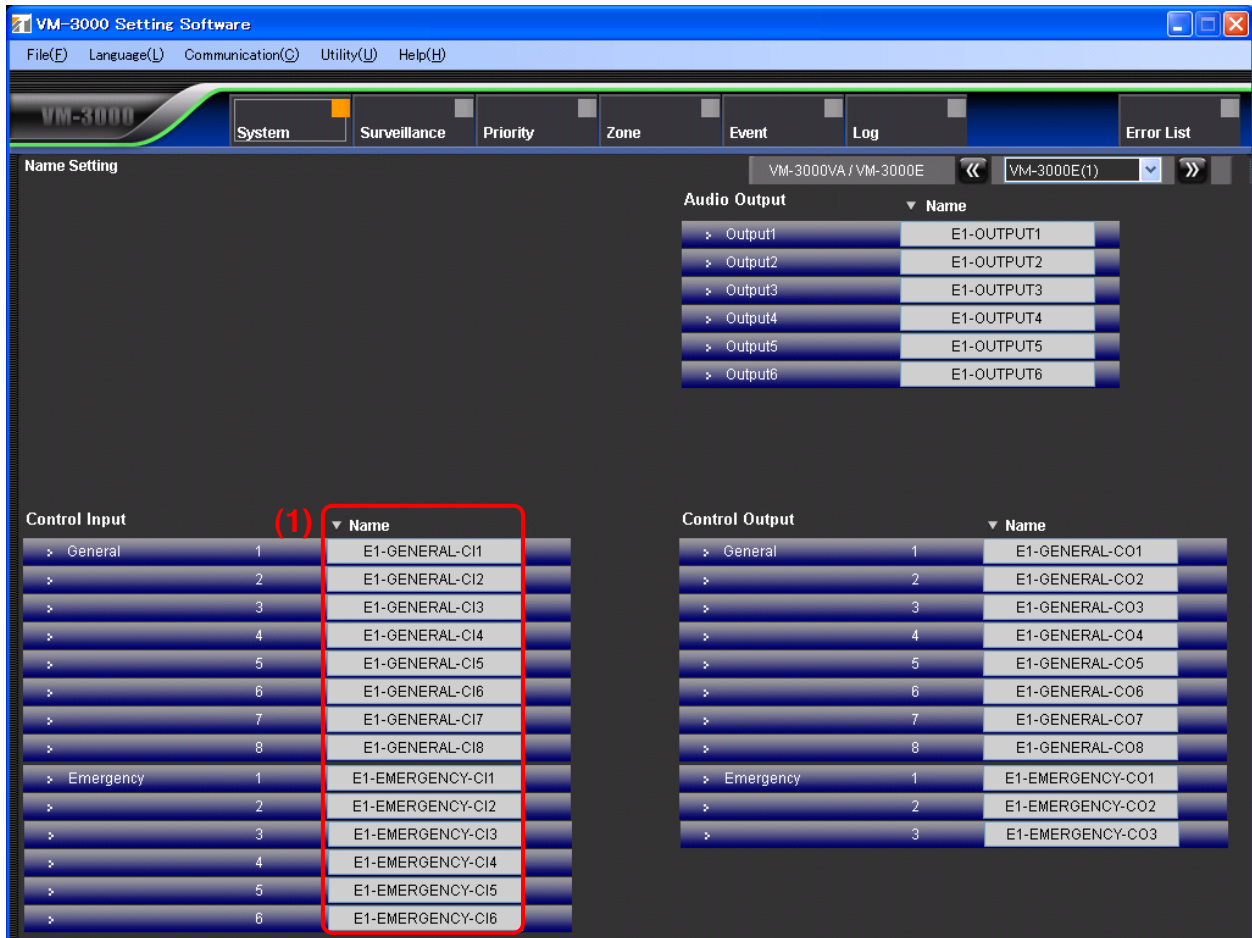 VM-3000 Setting Software
File(F) Language(L) Communication(C) Utility(U) Help(H)
VM-3000
System Surveillance Priority Zone Event Log Error List
Name Setting
VM-3000VA / VM-3000E VM-3000E(1)
Audio Output Name
Output1 E1-OUTPUT1
Output2 E1-OUTPUT2
Output3 E1-OUTPUT3
Output4 E1-OUTPUT4
Output5 E1-OUTPUT5
Output6 E1-OUTPUT6
Control Input (1) Name
General 1 E1-GENERAL-CI1
2 E1-GENERAL-CI2
3 E1-GENERAL-CI3
4 E1-GENERAL-CI4
5 E1-GENERAL-CI5
6 E1-GENERAL-CI6
7 E1-GENERAL-CI7
8 E1-GENERAL-CI8
Emergency 1 E1-EMERGENCY-CI1
2 E1-EMERGENCY-CI2
3 E1-EMERGENCY-CI3
4 E1-EMERGENCY-CI4
5 E1-EMERGENCY-CI5
6 E1-EMERGENCY-CI6
Control Output Name
General 1 E1-GENERAL-CO1
2 E1-GENERAL-CO2
3 E1-GENERAL-CO3
4 E1-GENERAL-CO4
5 E1-GENERAL-CO5
6 E1-GENERAL-CO6
7 E1-GENERAL-CO7
8 E1-GENERAL-CO8
Emergency 1 E1-EMERGENCY-CO1
2 E1-EMERGENCY-CO2
3 E1-EMERGENCY-CO3